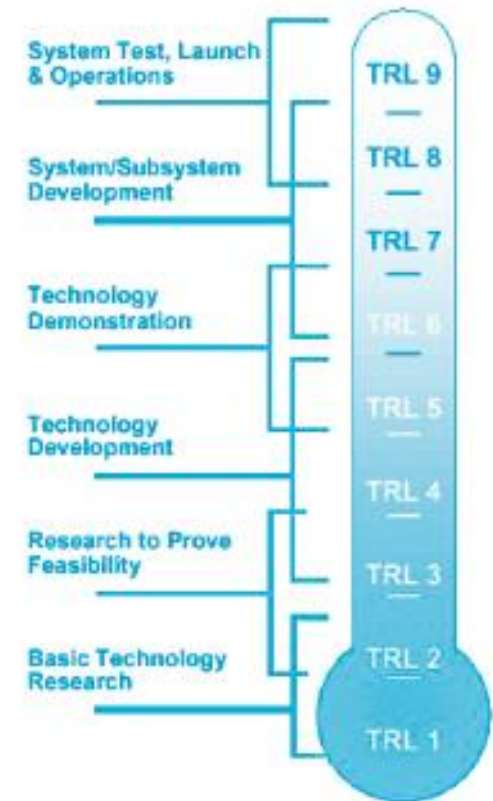 System Test, Launch
& Operations
System/Subsystem
Development
Technology
Demonstration
Technology
Development
Research to Prove
Feasibility
Basic Technology
Research
TRL 9
TRL 8
TRL 7
TRL 6
TRL 5
TRL 4
TRL 3
TRL 2
TRL 1